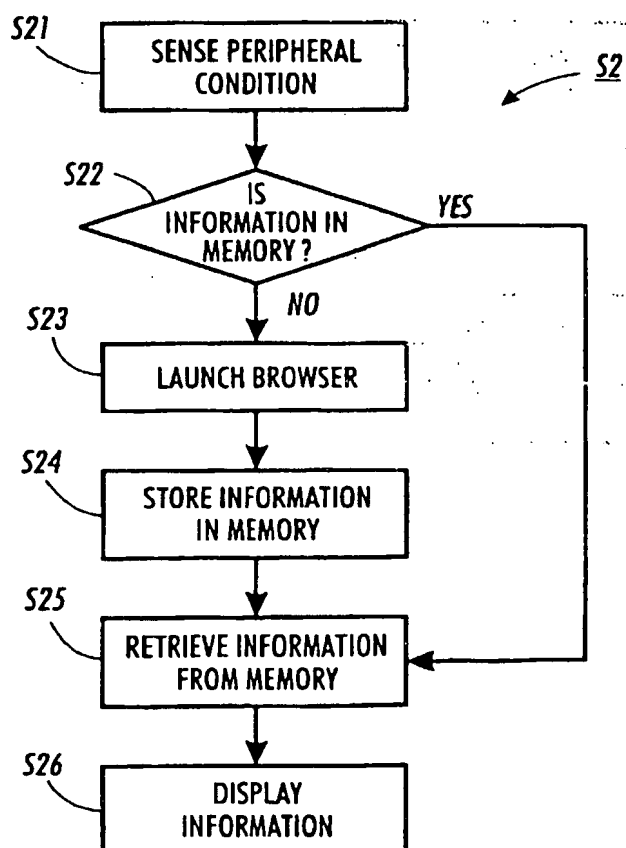 S21
SENSE PERIPHERAL
CONDITION
S2
S22
IS
INFORMATION IN
MEMORY?
YES
NO
S23
LAUNCH BROWSER
S24
STORE INFORMATION
IN MEMORY
S25
RETRIEVE INFORMATION
FROM MEMORY
S26
DISPLAY
INFORMATION